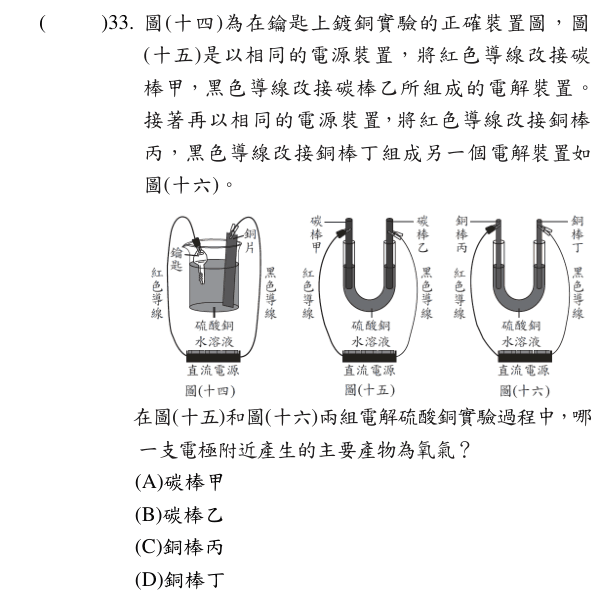 (　　)33. 圖(十四)為在鑰匙上鍍銅實驗的正確裝置圖，圖
(十五)是以相同的電源裝置，將紅色導線改接碳
棒甲，黑色導線改接碳棒乙所組成的電解裝置。
接著再以相同的電源裝置，將紅色導線改接銅棒
丙，黑色導線改接銅棒丁組成另一個電解裝置如
圖(十六)。
鑰匙
銅片
紅色導線
黑色導線
硫酸銅
水溶液
直流電源
圖(十四)
碳棒甲
碳棒乙
紅色導線
黑色導線
硫酸銅
水溶液
直流電源
圖(十五)
銅棒丙
銅棒丁
紅色導線
黑色導線
硫酸銅
水溶液
直流電源
圖(十六)
在圖(十五)和圖(十六)兩組電解硫酸銅實驗過程中，哪
一支電極附近產生的主要產物為氧氣？
(A)碳棒甲
(B)碳棒乙
(C)銅棒丙
(D)銅棒丁